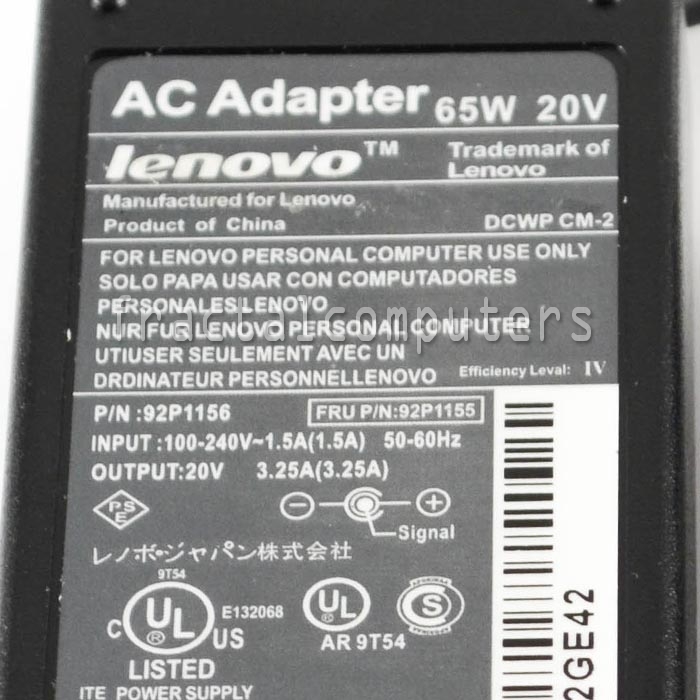 AC Adapter 65W 20V
lenovo™ Trademark of
Lenovo
Manufactured for Lenovo
Product of China DCWP CM-2
FOR LENOVO PERSONAL COMPUTER USE ONLY
SOLO PAPA USAR CON COMPUTADORES
PERSONALESLENOVO
fractalcomputers
NUR FUR LENOVO PERSONAL COMPUTER
UTIUSER SEULEMENT AVEC UN
DRDINATEUR PERSONNELLENOVO Efficiency Leval: IV
P/N :92P1156 FRU P/N:92P1155
INPUT :100-240V~1.5A(1.5A) 50-60Hz
OUTPUT:20V 3.25A(3.25A)
PSE
Signal
レノボ・ジャパン株式会社
9T54
C UL US E132068
® UL S
LISTED AR 9T54
ITE POWER SUPPLY
2GE42